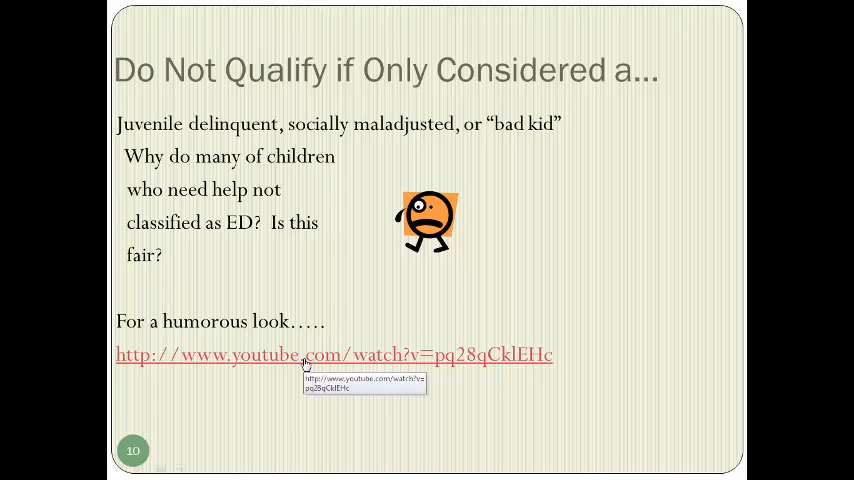 Do Not Qualify if Only Considered a...
Juvenile delinquent, socially maladjusted, or “bad kid”
Why do many of children
who need help not
classified as ED? Is this
fair?
For a humorous look.....
http://www.youtube.com/watch?v=pq28qCklEHc
http://www.youtube.com/watch?v=
pq28qCklEHc
10